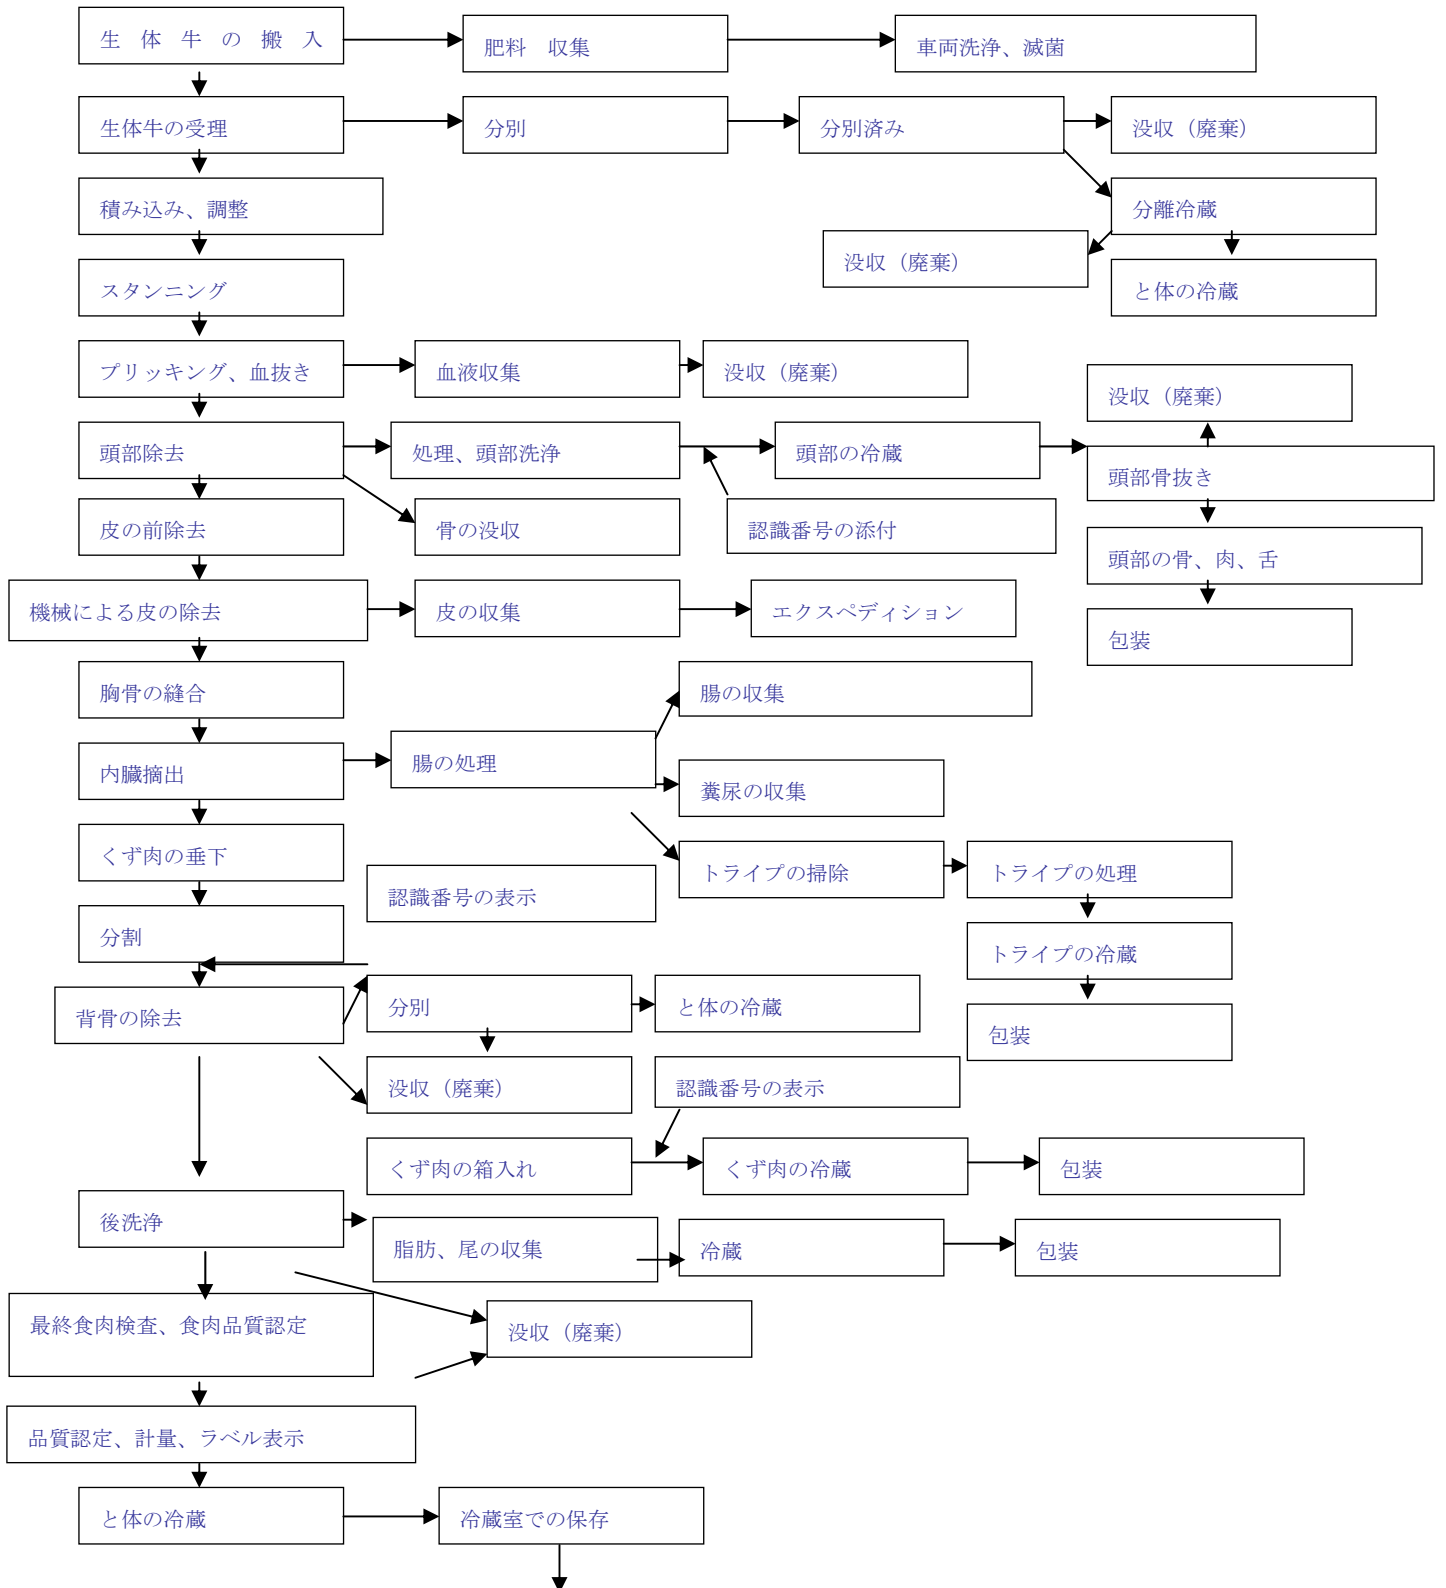 生 体 牛 の 搬 入
肥料 収集
車両洗浄、滅菌
生体牛の受理
分別
分別済み
没収（廃棄）
積み込み、調整
分離冷蔵
没収（廃棄）
スタンニング
と体の冷蔵
プリッキング、血抜き
血液収集
没収（廃棄）
没収（廃棄）
頭部除去
処理、頭部洗浄
頭部の冷蔵
頭部骨抜き
皮の前除去
骨の没収
認識番号の添付
頭部の骨、肉、舌
機械による皮の除去
皮の収集
エクスペディション
包装
胸骨の縫合
腸の収集
内臓摘出
腸の処理
糞尿の収集
くず肉の垂下
トライプの掃除
トライプの処理
認識番号の表示
分割
トライプの冷蔵
背骨の除去
分別
と体の冷蔵
包装
没収（廃棄）
認識番号の表示
くず肉の箱入れ
くず肉の冷蔵
包装
後洗浄
脂肪、尾の収集
冷蔵
包装
最終食肉検査、食肉品質認定
没収（廃棄）
品質認定、計量、ラベル表示
と体の冷蔵
冷蔵室での保存